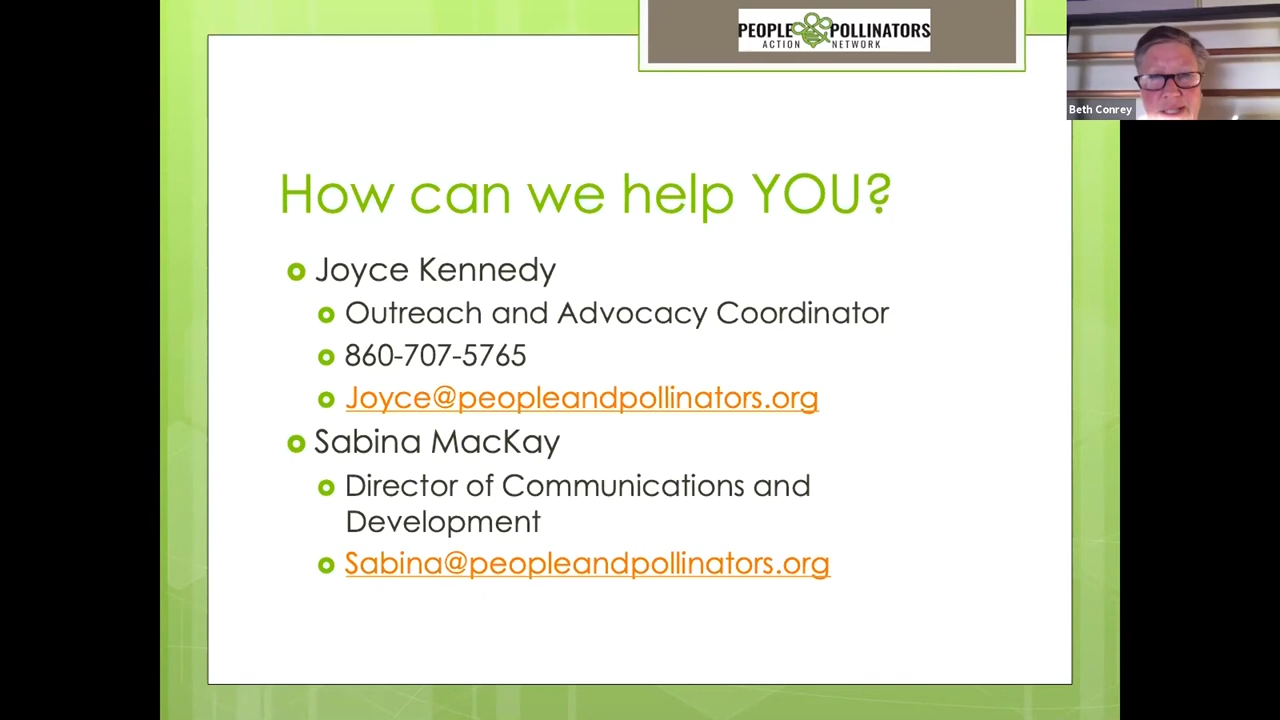 PEOPLE POLLINATORS
ACTION NETWORK
Beth Conrey
How can we help YOU?
Joyce Kennedy
Outreach and Advocacy Coordinator
860-707-5765
Joyce@peopleandpollinators.org
Sabina MacKay
Director of Communications and
Development
Sabina@peopleandpollinators.org